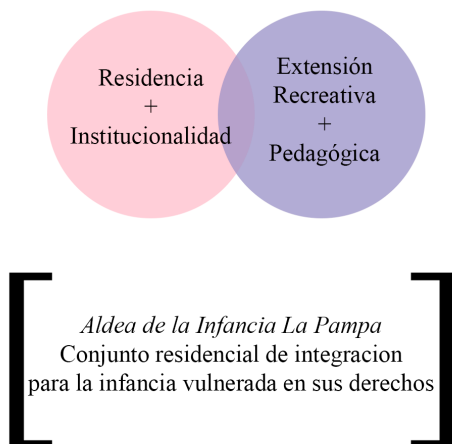 Residencia
+
Institucionalidad
Extensión
Recreativa
+
Pedagógica
Aldea de la Infancia La Pampa
Conjunto residencial de integracion
para la infancia vulnerada en sus derechos